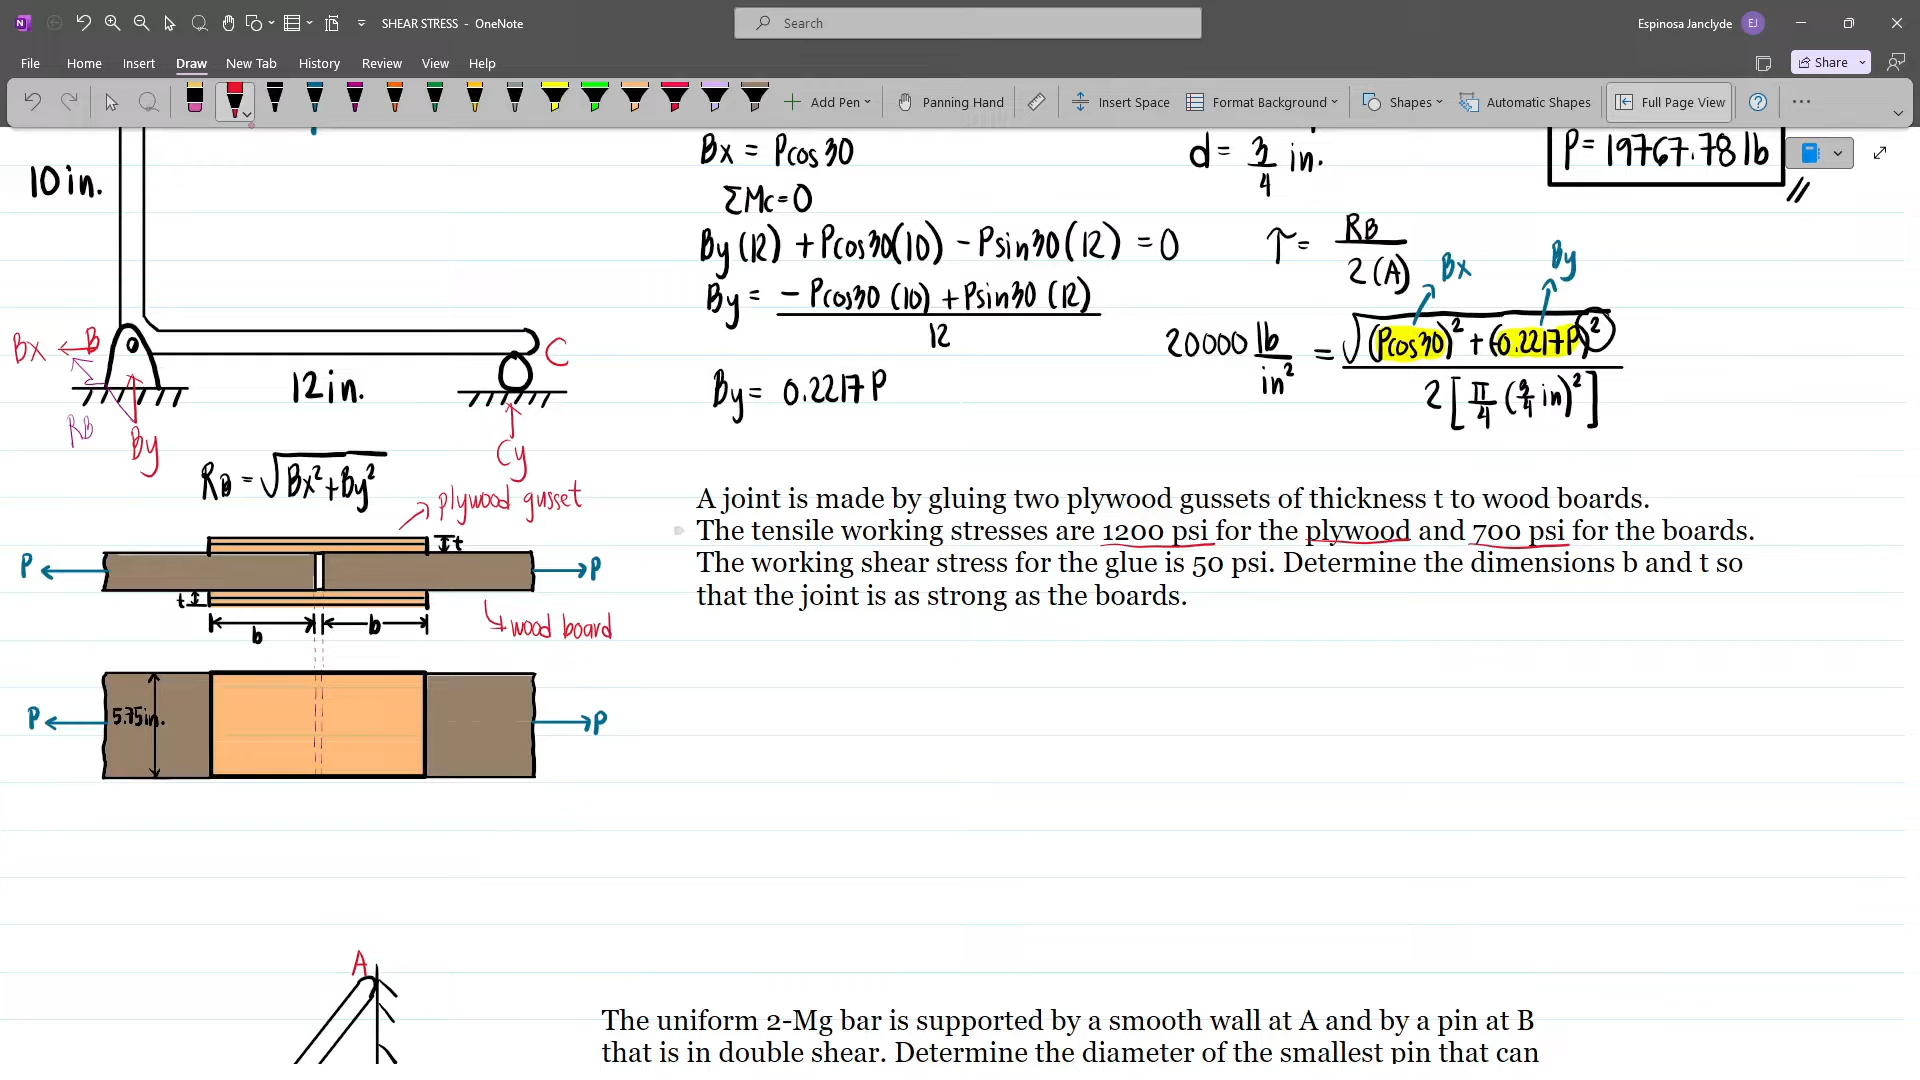 SHEAR STRESS - OneNote
Search
Espinosa Janclyde
EJ
File
Home
Insert
Draw
New Tab
History
Review
View
Help
Share
Add Pen
Panning Hand
Insert Space
Format Background
Shapes
Automatic Shapes
Full Page View
10 in.
Bx = Pcos30
ΣMc=0
By(12) + Pcos30(10) - Psin30(12) = 0
By = - Pcos30 (10) + Psin30 (12)
12
By = 0.2217 P
d = 3/4 in.
P = 19767.78 lb
τ = RB
2(A)
Bx
By
20000 lb/in² = √(Pcos30)² + (-0.2217P)²
2[π/4 (3/4 in)²]
Bx
B
C
12 in.
RB
By
Cy
RB = √Bx²+By²
plywood gusset
t
P
P
t
b
b
wood board
P
5.75in.
P
A joint is made by gluing two plywood gussets of thickness t to wood boards.
The tensile working stresses are 1200 psi for the plywood and 700 psi for the boards.
The working shear stress for the glue is 50 psi. Determine the dimensions b and t so
that the joint is as strong as the boards.
A
The uniform 2-Mg bar is supported by a smooth wall at A and by a pin at B
that is in double shear. Determine the diameter of the smallest pin that can